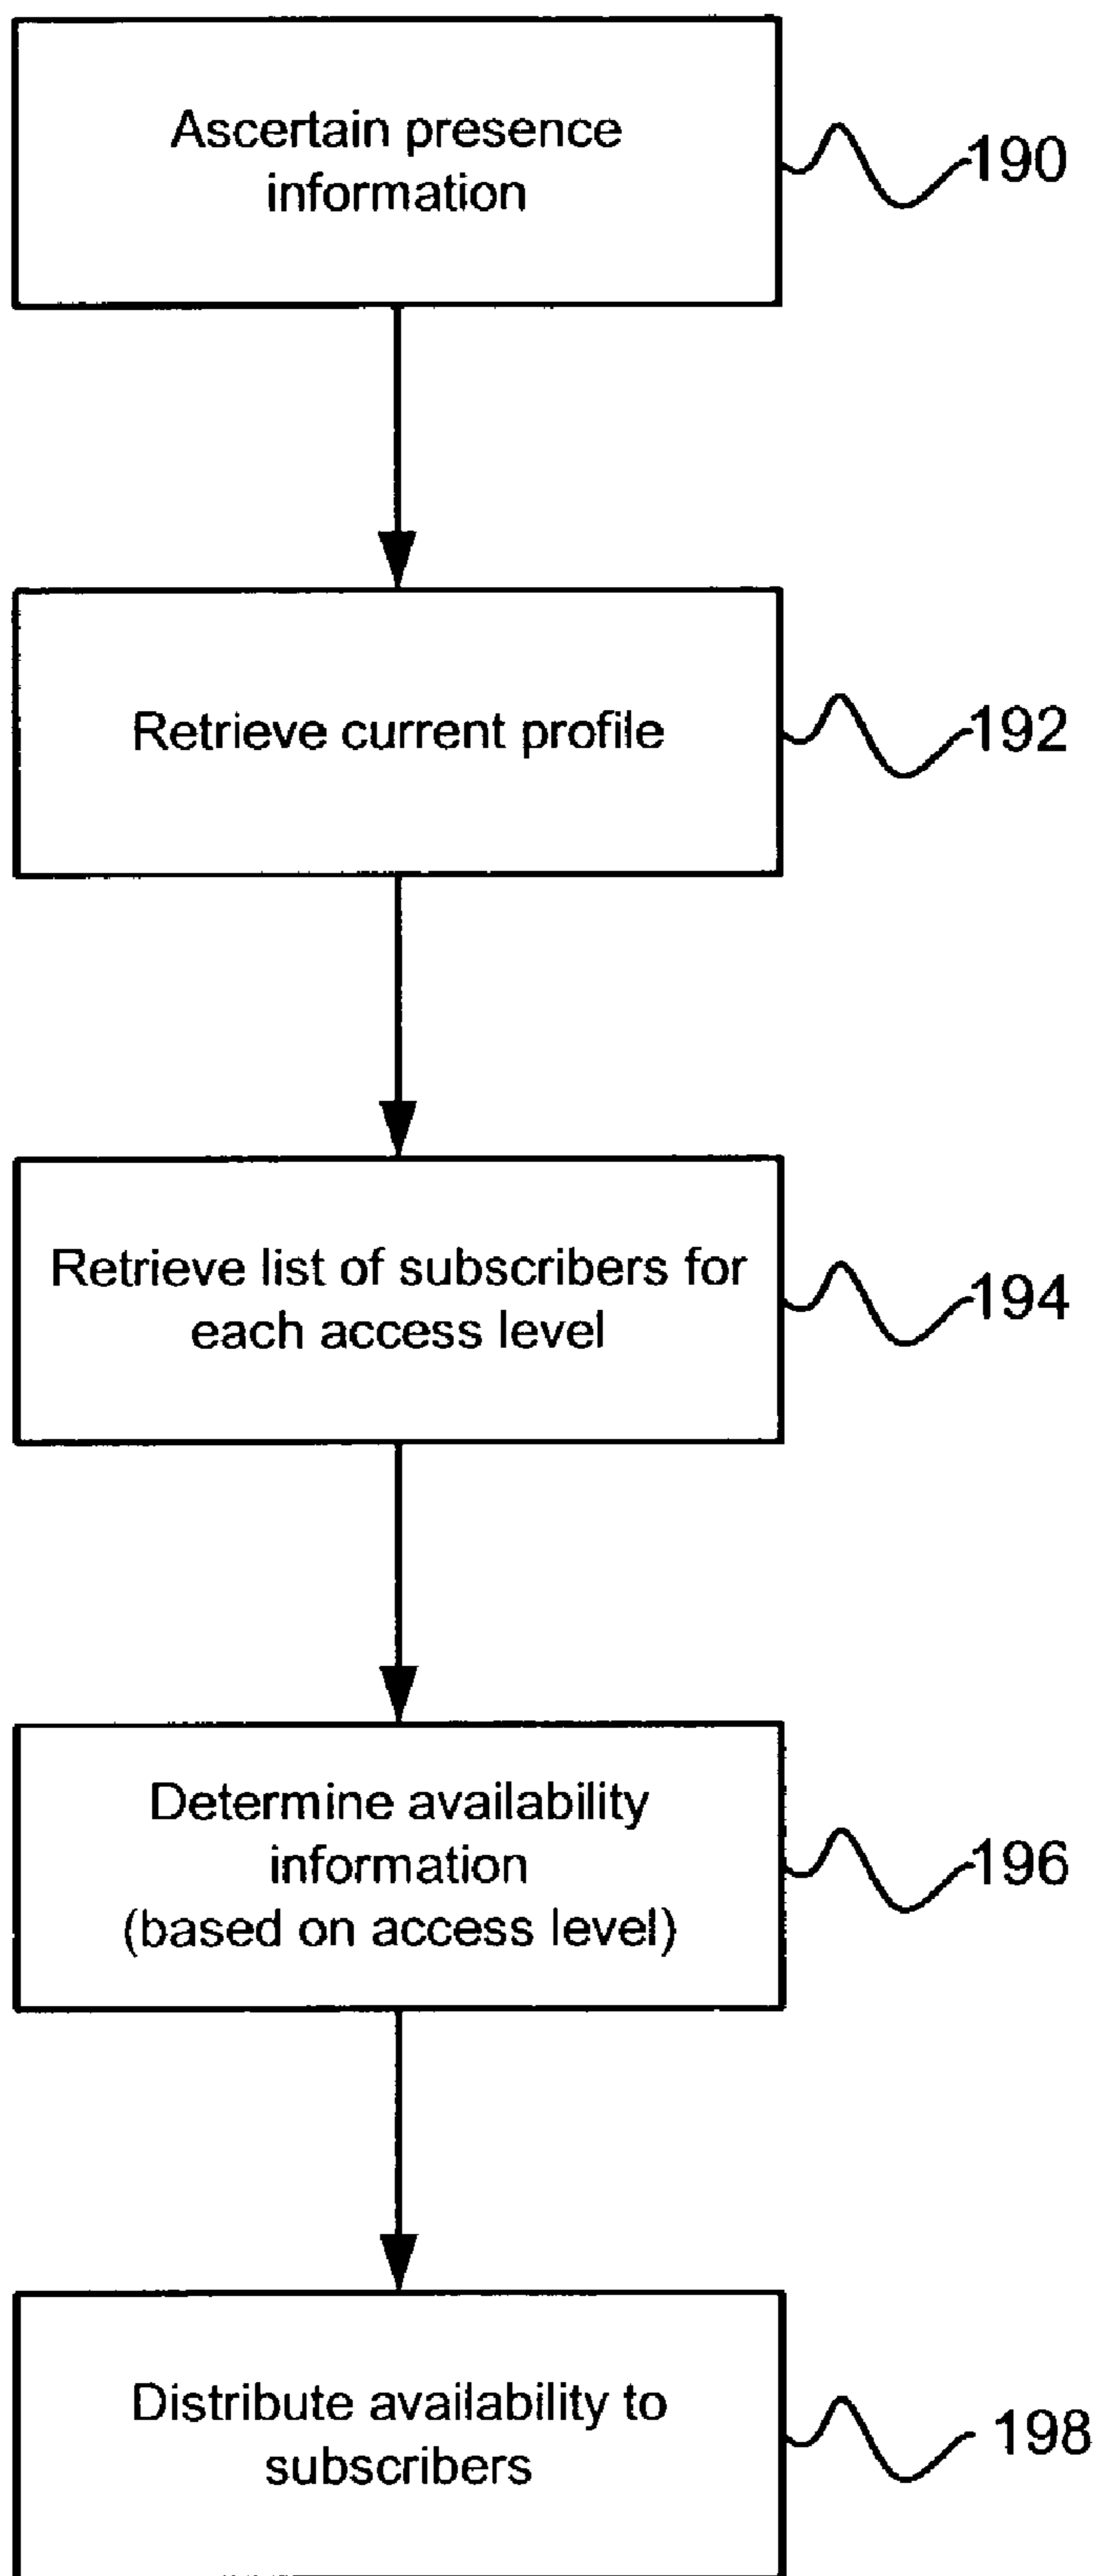 Ascertain presence
information
190
Retrieve current profile
192
Retrieve list of subscribers for
each access level
194
Determine availability
information
(based on access level)
196
Distribute availability to
subscribers
198